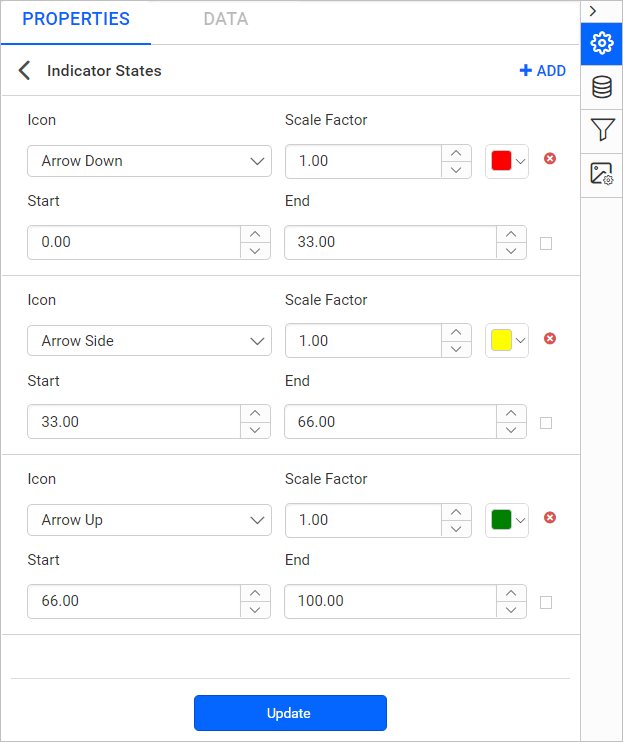 PROPERTIES DATA
Indicator States ADD
Icon Scale Factor
Arrow Down 1.00
Start End
0.00 33.00
Icon Scale Factor
Arrow Side 1.00
Start End
33.00 66.00
Icon Scale Factor
Arrow Up 1.00
Start End
66.00 100.00
Update